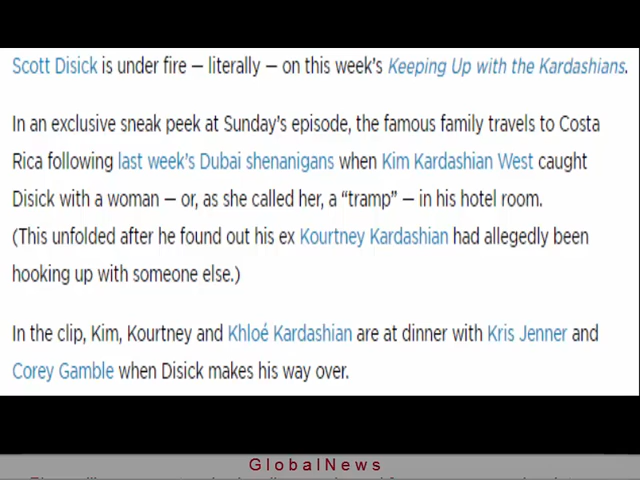 Scott Disick is under fire — literally — on this week's Keeping Up with the Kardashians.
In an exclusive sneak peek at Sunday's episode, the famous family travels to Costa
Rica following last week's Dubai shenanigans when Kim Kardashian West caught
Disick with a woman — or, as she called her, a “tramp” — in his hotel room.
(This unfolded after he found out his ex Kourtney Kardashian had allegedly been
hooking up with someone else.)
In the clip, Kim, Kourtney and Khloé Kardashian are at dinner with Kris Jenner and
Corey Gamble when Disick makes his way over.
GlobalNews